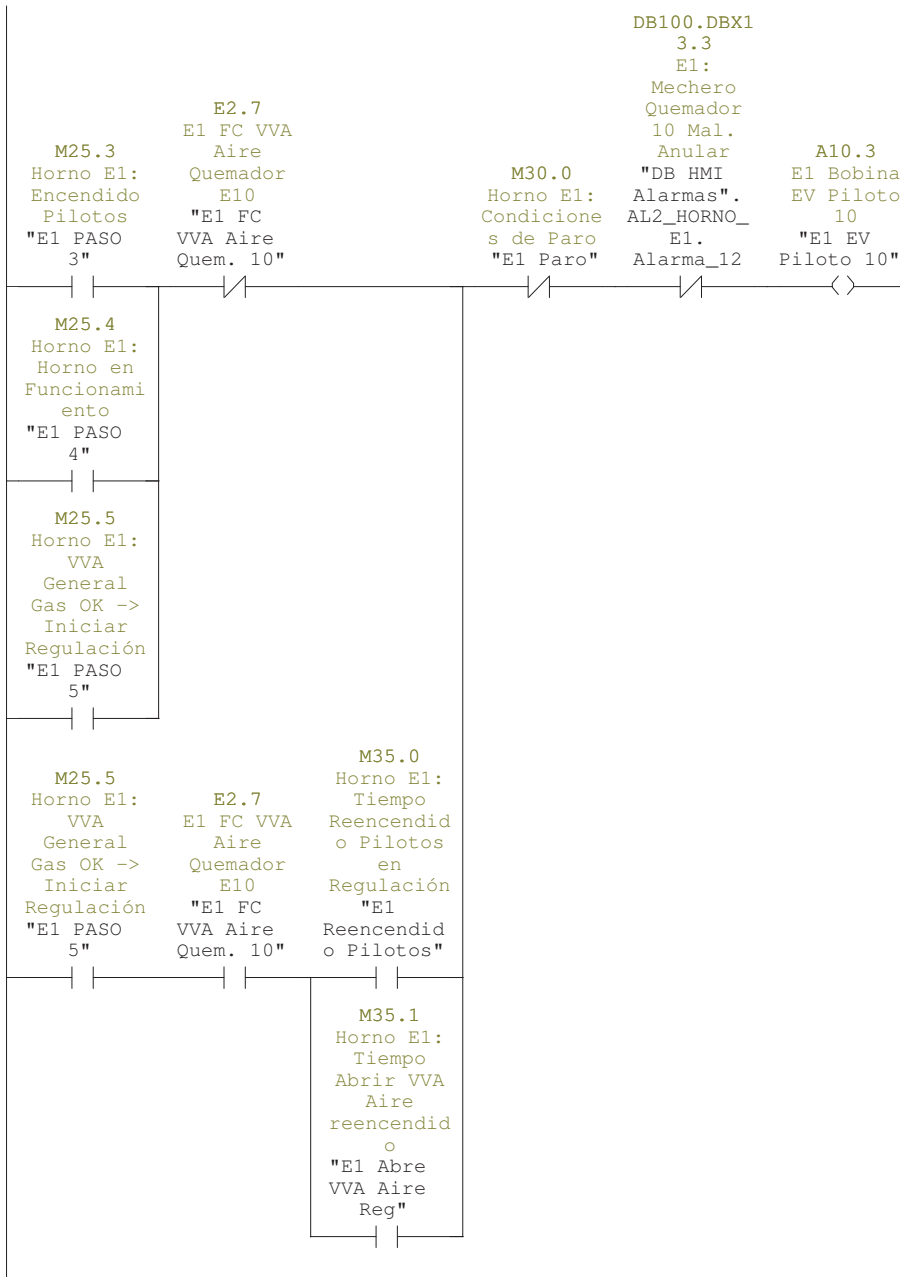 DB100.DBX1
3.3
E1:
Mechero
Quemador
10 Mal.
Anular
"DB HMI
Alarmas".
AL2_HORNO_
E1.
Alarma_12
E2.7
E1 FC VVA
Aire
Quemador
E10
"E1 FC
VVA Aire
Quem. 10"
M25.3
Horno E1:
Encendido
Pilotos
"E1 PASO
3"
M30.0
Horno E1:
Condicione
s de Paro
"E1 Paro"
A10.3
E1 Bobina
EV Piloto
10
"E1 EV
Piloto 10"
M25.4
Horno E1:
Horno en
Funcionami
ento
"E1 PASO
4"
M25.5
Horno E1:
VVA
General
Gas OK ->
Iniciar
Regulación
"E1 PASO
5"
M25.5
Horno E1:
VVA
General
Gas OK ->
Iniciar
Regulación
"E1 PASO
5"
E2.7
E1 FC VVA
Aire
Quemador
E10
"E1 FC
VVA Aire
Quem. 10"
M35.0
Horno E1:
Tiempo
Reencendid
o Pilotos
en
Regulación
"E1
Reencendid
o Pilotos"
M35.1
Horno E1:
Tiempo
Abrir VVA
Aire
reencendid
o
"E1 Abre
VVA Aire
Reg"